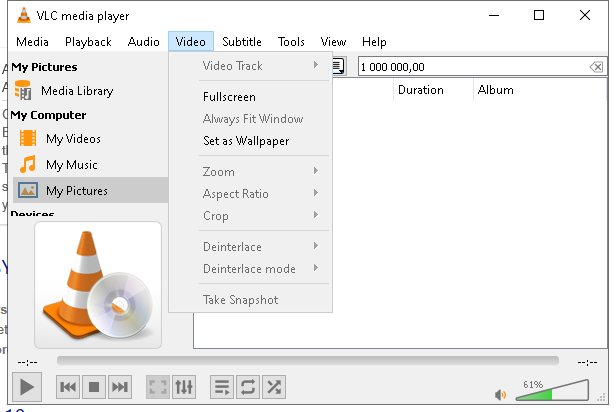 VLC media player
Media Playback Audio Video Subtitle Tools View Help
My Pictures
Media Library
My Computer
My Videos
My Music
My Pictures
Devices
Video Track
Fullscreen
Always Fit Window
Set as Wallpaper
Zoom
Aspect Ratio
Crop
Deinterlace
Deinterlace mode
Take Snapshot
1 000 000,00
Duration Album
--:-- --:--
61%